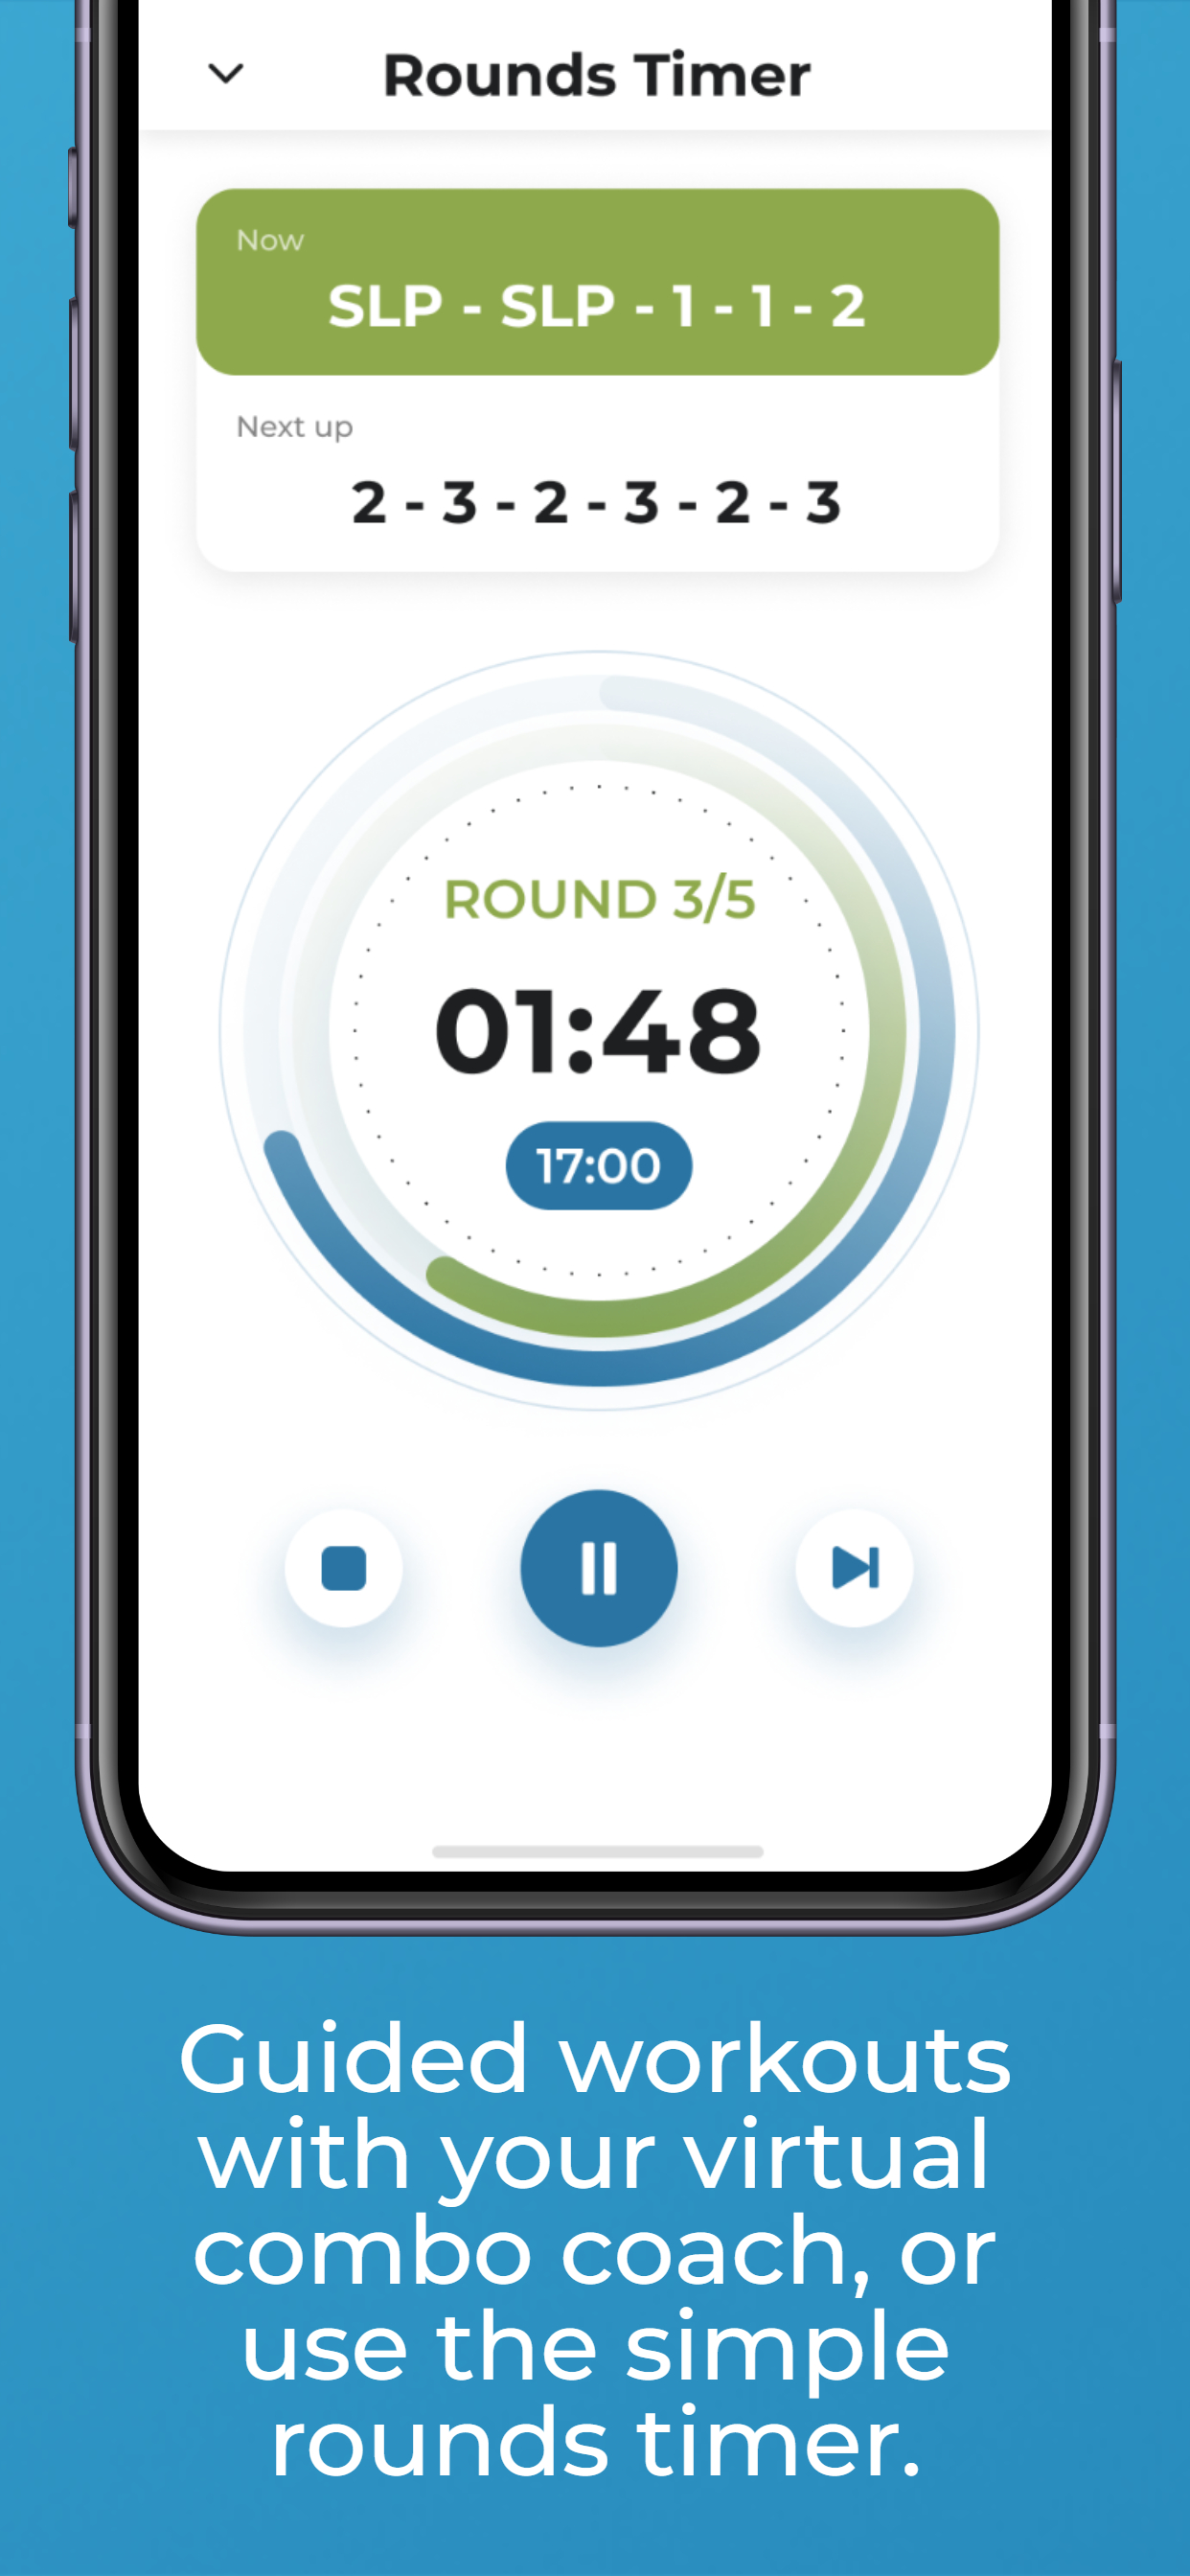 Rounds Timer
Now
SLP - SLP - 1 - 1 - 2
Next up
2 - 3 - 2 - 3 - 2 - 3
ROUND 3/5
01:48
17:00
Guided workouts
with your virtual
combo coach, or
use the simple
rounds timer.